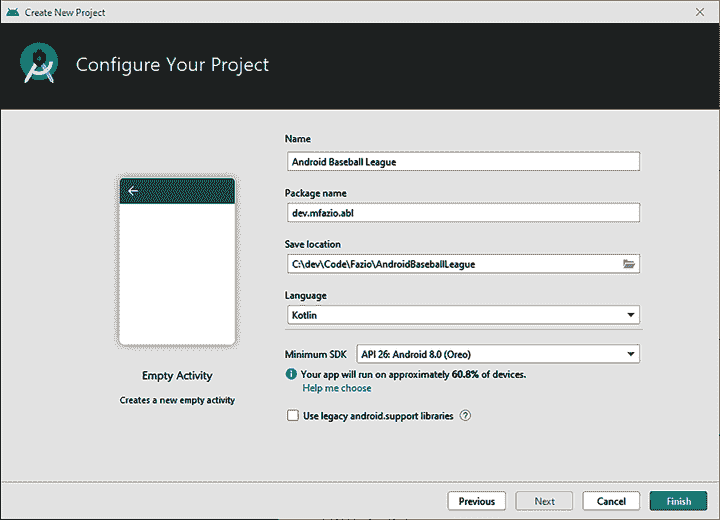 Create New Project
Configure Your Project
Name
Android Baseball League
Package name
dev.mfazio.abl
Save location
C:\dev\Code\Fazio\AndroidBaseballLeague
Language
Kotlin
Minimum SDK API 26: Android 8.0 (Oreo)
Your app will run on approximately 60.8% of devices.
Help me choose
Use legacy android.support libraries
Empty Activity
Creates a new empty activity
Previous Next Cancel Finish